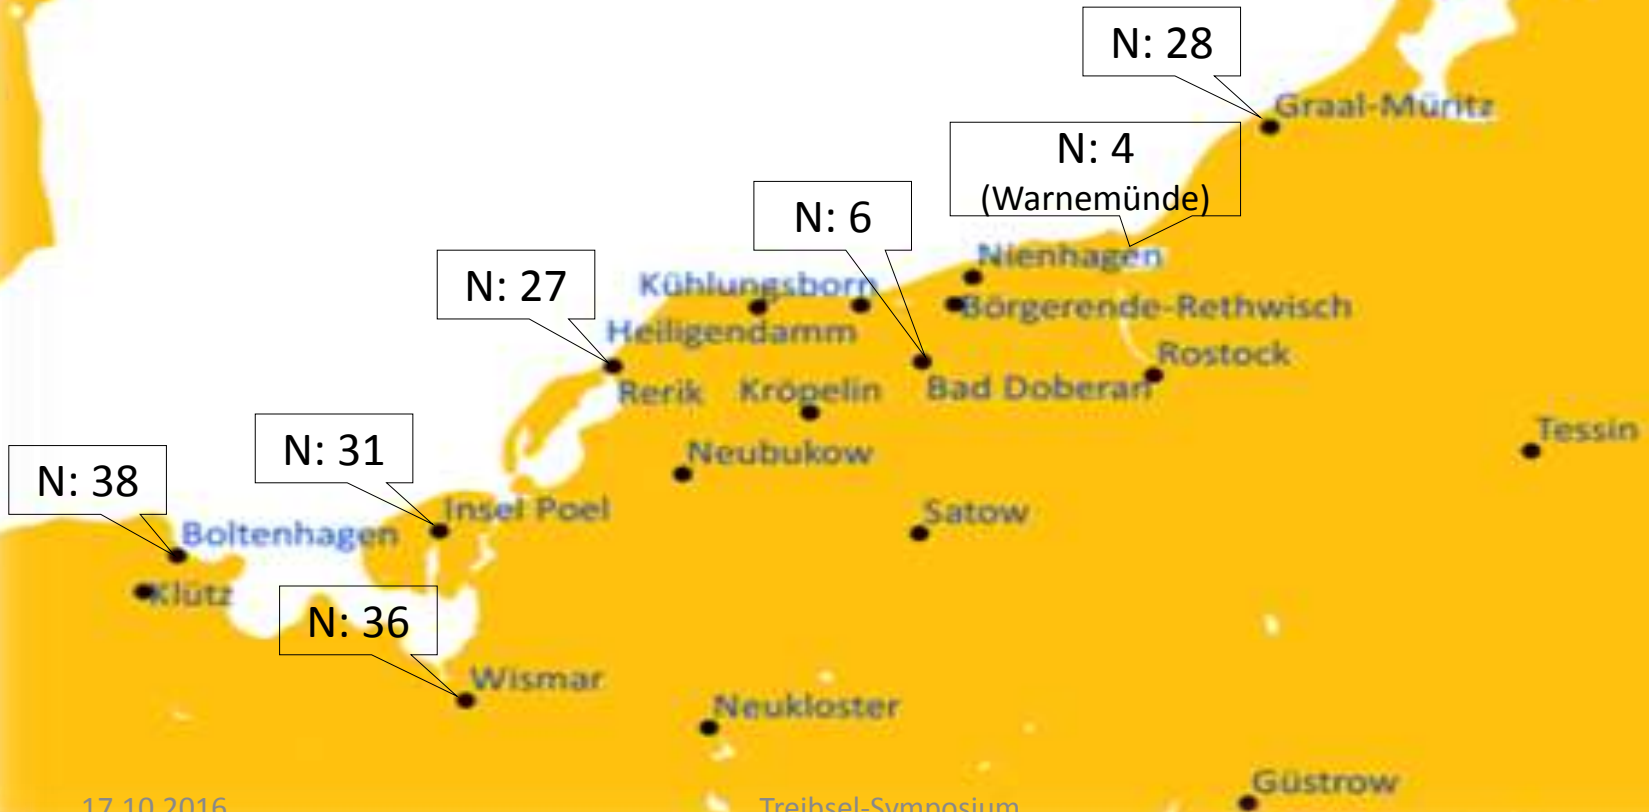 N: 28
Graal-Müritz
N: 4
(Warnemünde)
N: 6
Nienhagen
N: 27
Kühlungsborn
Börgerende-Rethwisch
Heiligendamm
Rostock
Rerik
Kröpelin
Bad Doberan
Tessin
N: 31
Neubukow
N: 38
Insel Poel
Satow
Boltenhagen
Klütz
N: 36
Wismar
Neukloster
Güstrow
17.10.2016
Treibsel-Symposium